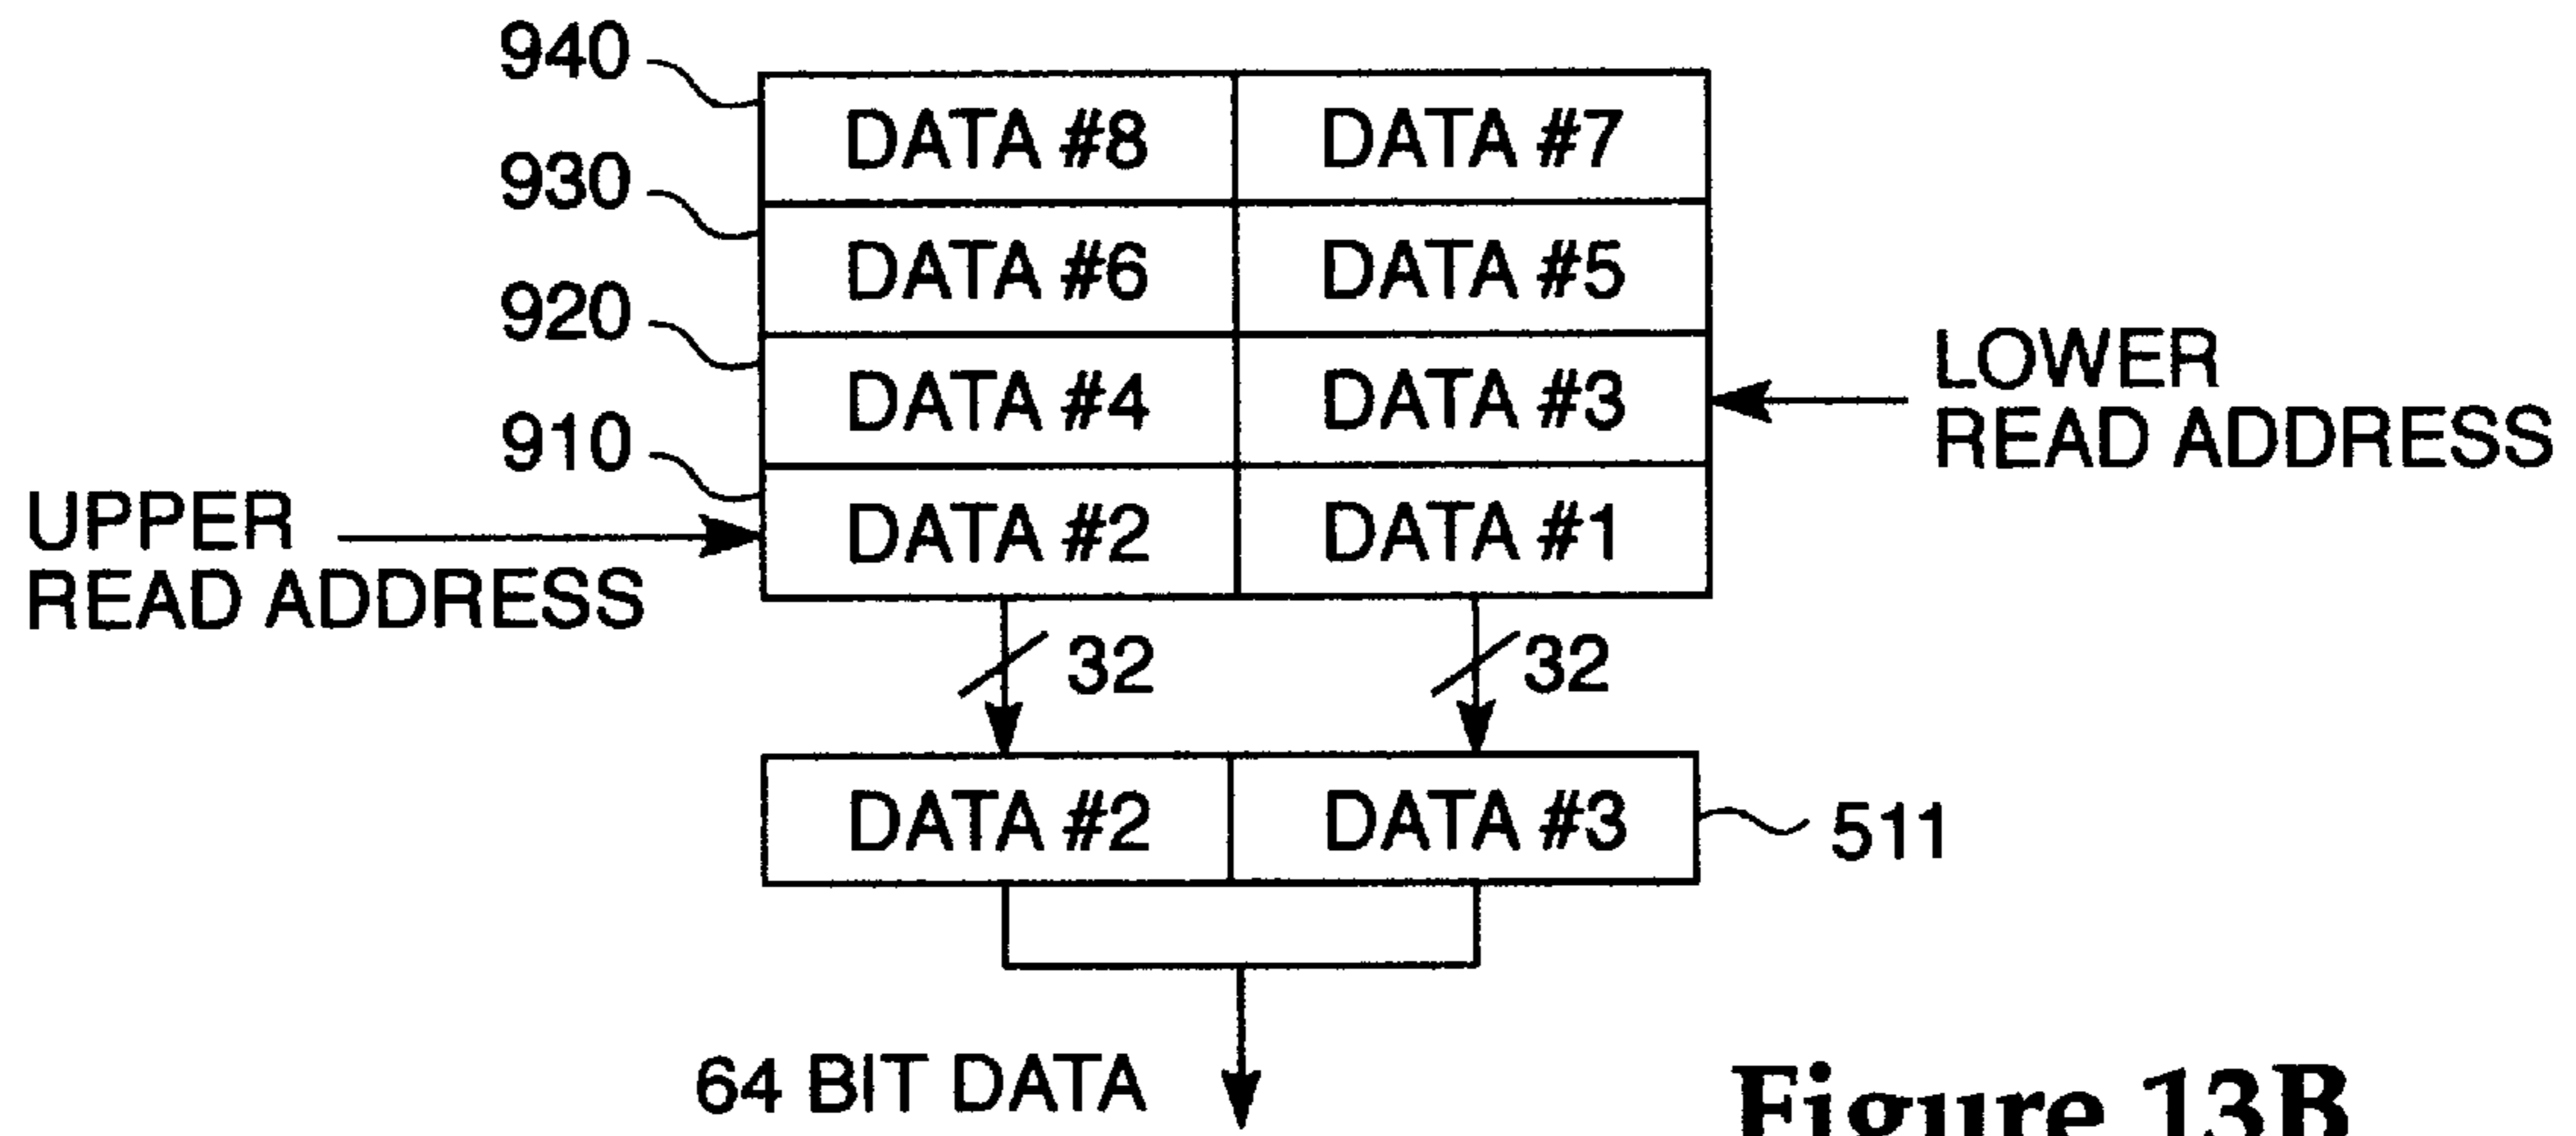 940
DATA #8 DATA #7
930
DATA #6 DATA #5
920
DATA #4 DATA #3
LOWER
READ ADDRESS
910
DATA #2 DATA #1
UPPER
READ ADDRESS
32 32
DATA #2 DATA #3
511
64 BIT DATA
Figure 13B